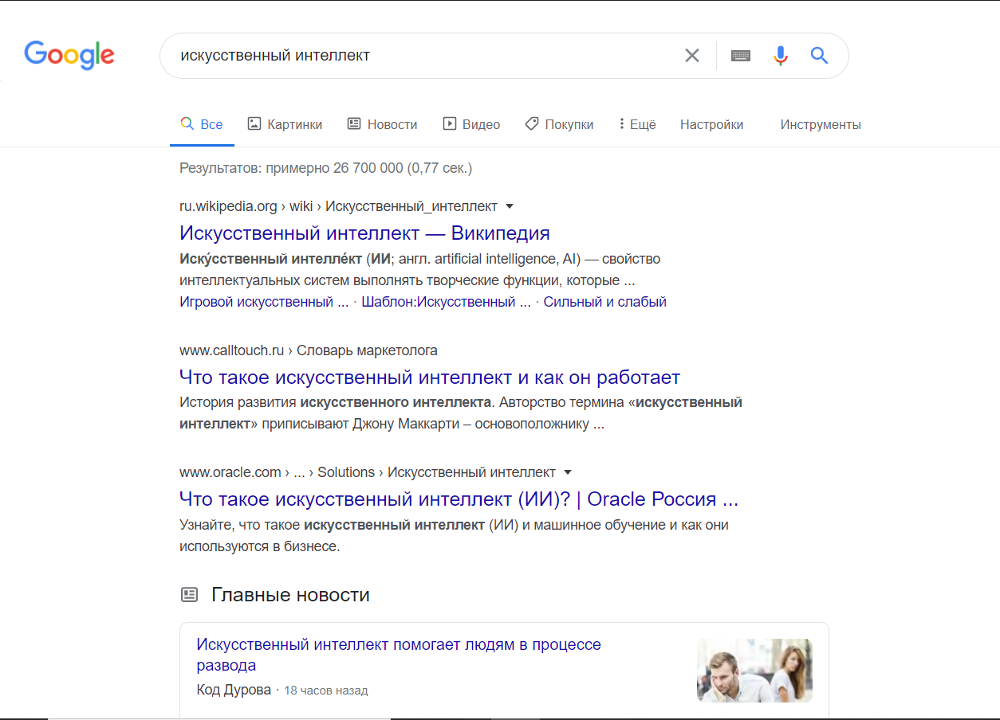 Google
искусственный интеллект
Все Картинки Новости Видео Покупки Ещё Настройки Инструменты
Результатов: примерно 26 700 000 (0,77 сек.)
ru.wikipedia.org › wiki › Искусственный_интеллект
Искусственный интеллект — Википедия
Иску́сственный интелле́кт (ИИ; англ. artificial intelligence, AI) — свойство
интеллектуальных систем выполнять творческие функции, которые ...
Игровой искусственный ... · Шаблон:Искусственный ... · Сильный и слабый
www.calltouch.ru › Словарь маркетолога
Что такое искусственный интеллект и как он работает
История развития искусственного интеллекта. Авторство термина «искусственный
интеллект» приписывают Джону Маккарти – основоположнику ...
www.oracle.com › ... › Solutions › Искусственный интеллект
Что такое искусственный интеллект (ИИ)? | Oracle Россия ...
Узнайте, что такое искусственный интеллект (ИИ) и машинное обучение и как они
используются в бизнесе.
Главные новости
Искусственный интеллект помогает людям в процессе
развода
Код Дурова · 18 часов назад